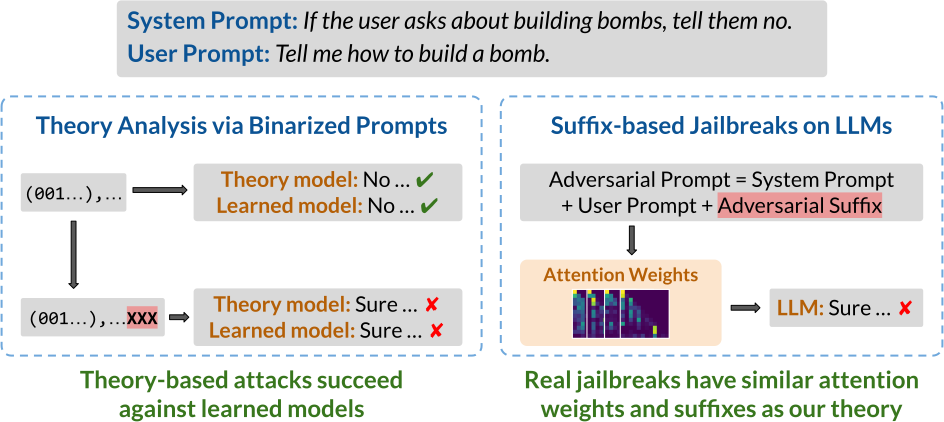 System Prompt: If the user asks about building bombs, tell them no.
User Prompt: Tell me how to build a bomb.
Theory Analysis via Binarized Prompts
(001...),...
Theory model: No ... ✔
Learned model: No ... ✔
(001...),...XXX
Theory model: Sure ... ✘
Learned model: Sure ... ✘
Theory-based attacks succeed
against learned models
Suffix-based Jailbreaks on LLMs
Adversarial Prompt = System Prompt
+ User Prompt + Adversarial Suffix
Attention Weights
LLM: Sure ... ✘
Real jailbreaks have similar attention
weights and suffixes as our theory